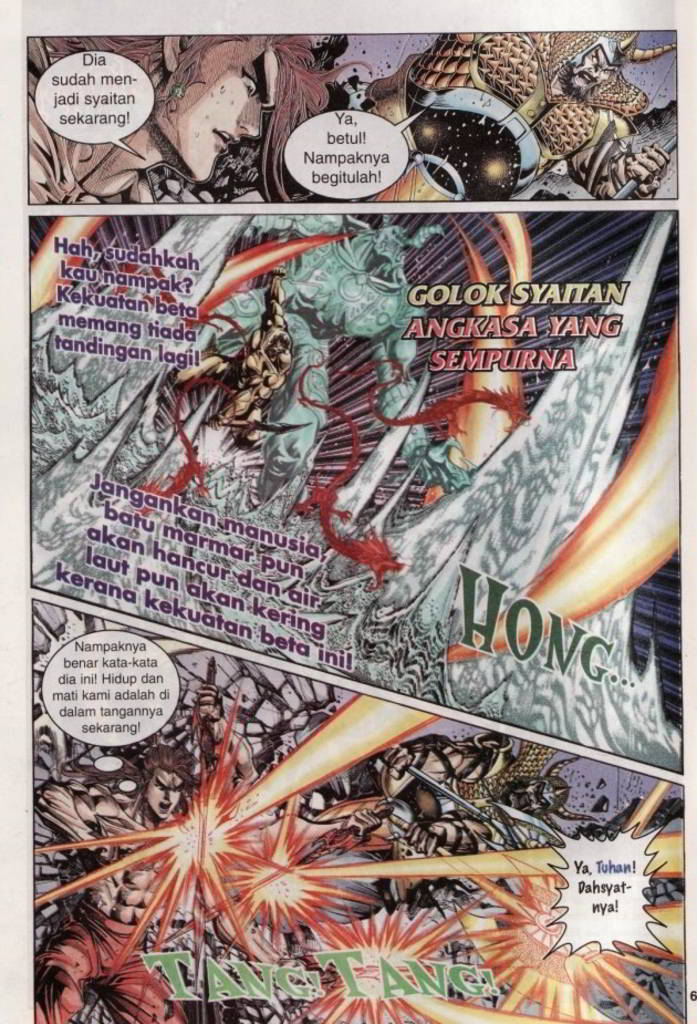 Dia
sudah men-
jadi syaitan
sekarang!
Ya,
betul!
Nampaknya
begitulah!
Hah, sudahkah
kau nampak?
Kekuatan beta
memang tiada
tandingan lagi!
GOLOK SYAITAN
ANGKASA YANG
SEMPURNA
Jangankan manusia,
batu marmar pun
akan hancur dan air
laut pun akan kering
kerana kekuatan beta ini!
HONG...
Nampaknya
benar kata-kata
dia ini! Hidup dan
mati kami adalah di
dalam tangannya
sekarang!
Ya, Tuhan!
Dahsyat-
nya!
TANG! TANG!
6